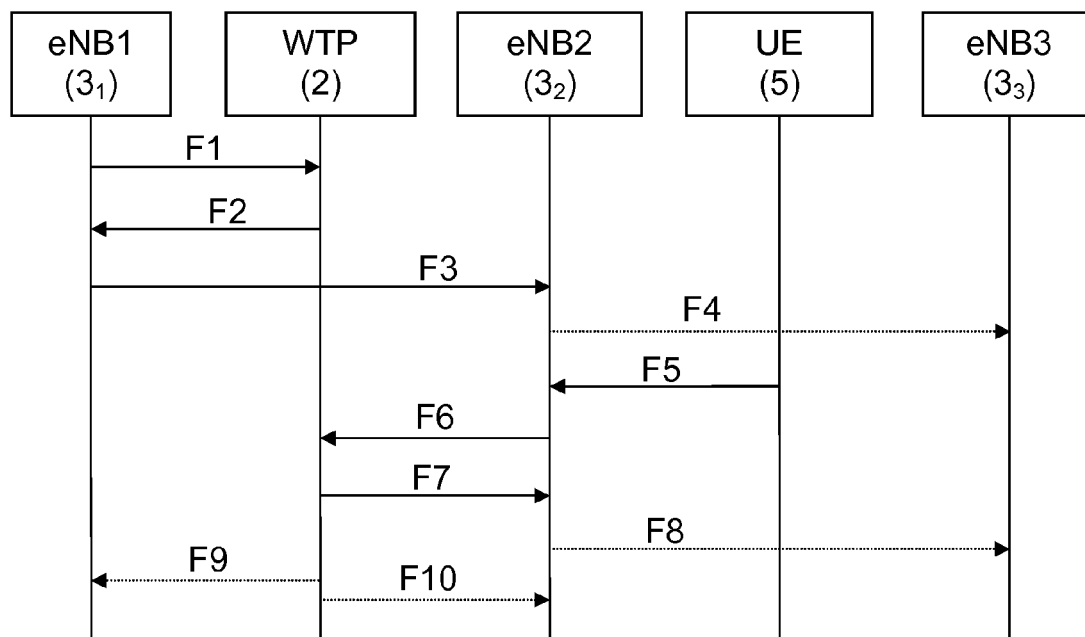 eNB1
(3₁)
WTP
(2)
eNB2
(3₂)
UE
(5)
eNB3
(3₃)
F1
F2
F3
F4
F5
F6
F7
F8
F9
F10